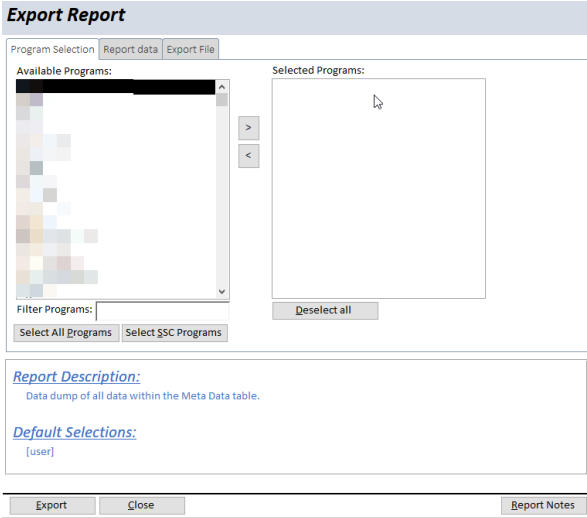 Export Report
Program Selection Report data Export File
Available Programs:
Selected Programs:
>
<
Filter Programs:
Deselect all
Select All Programs Select SSC Programs
Report Description:
Data dump of all data within the Meta Data table.
Default Selections:
[user]
Export Close Report Notes